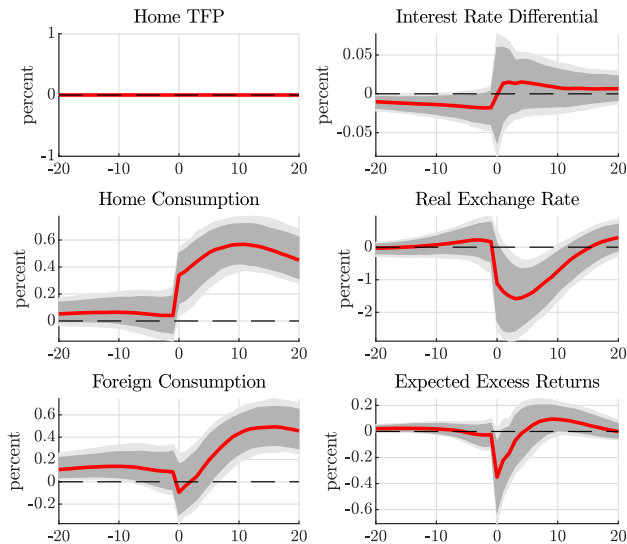 Home TFP
percent
1
0
-1
-20 -10 0 10 20
Interest Rate Differential
percent
0.05
0
-0.05
-20 -10 0 10 20
Home Consumption
percent
0.6
0.4
0.2
0
-20 -10 0 10 20
Real Exchange Rate
percent
0
-1
-2
-20 -10 0 10 20
Foreign Consumption
percent
0.6
0.4
0.2
0
-0.2
-20 -10 0 10 20
Expected Excess Returns
percent
0.2
0
-0.2
-0.4
-0.6
-20 -10 0 10 20